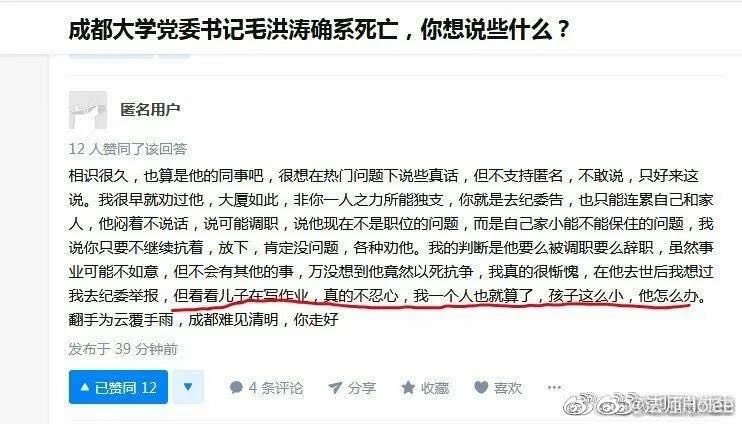 成都大学党委书记毛洪涛确系死亡，你想说些什么？
匿名用户
12 人赞同了该回答
相识很久，也算是他的同事吧，很想在热门问题下说些真话，但不支持匿名，不敢说，只好来这
说。我很早就劝过他，大厦如此，非你一人之力所能独支，你就是去纪委告，也只能连累自己和家
人，他闷着不说话，说可能调职，说他现在不是职位的问题，而是自己家小能不能保住的问题，我
说你只要不继续抗着，放下，肯定没问题，各种劝他。我的判断是他要么被调职要么辞职，虽然事
业可能不如意，但不会有其他的事，万没想到他竟然以死抗争，我真的很惭愧，在他去世后我想过
我去纪委举报，但看看儿子在写作业，真的不忍心，我一个人也就算了，孩子这么小，他怎么办。
翻手为云覆手雨，成都难见清明，你走好
发布于 39 分钟前
已赞同 12
4 条评论
分享
收藏
喜欢
@法师Holee